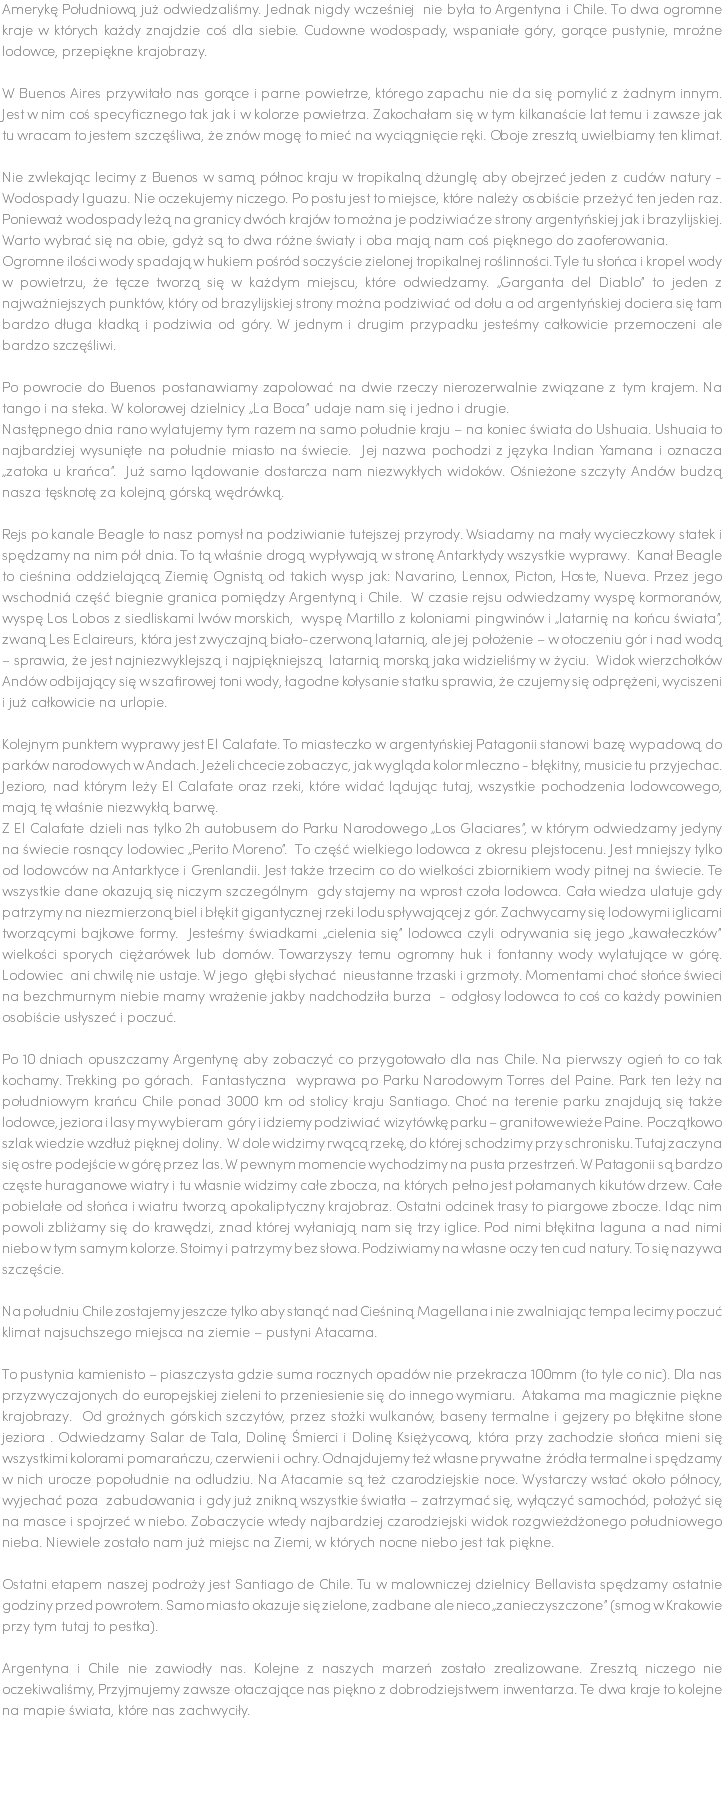 Amerykę Południową już odwiedzaliśmy. Jednak nigdy wcześniej  nie była to Argentyna i Chile. To dwa ogromne
kraje w których każdy znajdzie coś dla siebie. Cudowne wodospady, wspaniałe góry, gorące pustynie, mroźne
lodowce, przepiękne krajobrazy.

W Buenos Aires przywitało nas gorące i parne powietrze, którego zapachu nie da się pomylić z żadnym innym.
Jest w nim coś specyficznego tak jak i w kolorze powietrza. Zakochałam się w tym kilkanaście lat temu i zawsze jak
tu wracam to jestem szczęśliwa, że znów mogę to mieć na wyciągnięcie ręki. Oboje zresztą uwielbiamy ten klimat.

Nie zwlekając lecimy z Buenos w samą północ kraju w tropikalną dżunglę aby obejrzeć jeden z cudów natury -
Wodospady Iguazu. Nie oczekujemy niczego. Po postu jest to miejsce, które należy osobiście przeżyć ten jeden raz.
Ponieważ wodospady leżą na granicy dwóch krajów to można je podziwiać ze strony argentyńskiej jak i brazylijskiej.
Warto wybrać się na obie, gdyż są to dwa różne światy i oba mają nam coś pięknego do zaoferowania.
Ogromne ilości wody spadają w hukiem pośród soczyście zielonej tropikalnej roślinności. Tyle tu słońca i kropel wody
w powietrzu, że tęcze tworzą się w każdym miejscu, które odwiedzamy. „Garganta del Diablo” to jeden z
najważniejszych punktów, który od brazylijskiej strony można podziwiać od dołu a od argentyńskiej dociera się tam
bardzo długa kładką i podziwia od góry. W jednym i drugim przypadku jesteśmy całkowicie przemoczeni ale
bardzo szczęśliwi.

Po powrocie do Buenos postanawiamy zapolować na dwie rzeczy nierozerwalnie związane z tym krajem. Na
tango i na steka. W kolorowej dzielnicy „La Boca” udaje nam się i jedno i drugie.
Następnego dnia rano wylatujemy tym razem na samo południe kraju – na koniec świata do Ushuaia. Ushuaia to
najbardziej wysunięte na południe miasto na świecie.  Jej nazwa pochodzi z języka Indian Yamana i oznacza
„zatoka u krańca”.  Już samo lądowanie dostarcza nam niezwykłych widoków. Ośnieżone szczyty Andów budzą
nasza tęsknotę za kolejną górską wędrówką.

Rejs po kanale Beagle to nasz pomysł na podziwianie tutejszej przyrody. Wsiadamy na mały wycieczkowy statek i
spędzamy na nim pół dnia. To tą właśnie drogą wypływają w stronę Antarktydy wszystkie wyprawy.  Kanał Beagle
to cieśnina oddzielającą Ziemię Ognistą od takich wysp jak: Navarino, Lennox, Picton, Hoste, Nueva. Przez jego
wschodniá część biegnie granica pomiędzy Argentyną i Chile.  W czasie rejsu odwiedzamy wyspę kormoranów,
wyspę Los Lobos z siedliskami lwów morskich,  wyspę Martillo z koloniami pingwinów i „latarnię na końcu świata”,
zwaną Les Eclaireurs, która jest zwyczajną biało-czerwoną latarnią, ale jej położenie – w otoczeniu gór i nad wodą
– sprawia, że jest najniezwyklejszą i najpiękniejszą  latarnią morską jaka widzieliśmy w życiu.  Widok wierzchołków
Andów odbijający się w szafirowej toni wody, łagodne kołysanie statku sprawia, że czujemy się odprężeni, wyciszeni
i już całkowicie na urlopie.

Kolejnym punktem wyprawy jest El Calafate. To miasteczko w argentyńskiej Patagonii stanowi bazę wypadową do
parków narodowych w Andach. Jeżeli chcecie zobaczyc, jak wygląda kolor mleczno - błękitny, musicie tu przyjechac.
Jezioro, nad którym leży El Calafate oraz rzeki, które widać lądując tutaj, wszystkie pochodzenia lodowcowego,
mają tę właśnie niezwykłą barwę.
Z El Calafate dzieli nas tylko 2h autobusem do Parku Narodowego „Los Glaciares”, w którym odwiedzamy jedyny
na świecie rosnący lodowiec „Perito Moreno”.  To część wielkiego lodowca z okresu plejstocenu. Jest mniejszy tylko
od lodowców na Antarktyce i Grenlandii. Jest także trzecim co do wielkości zbiornikiem wody pitnej na świecie. Te
wszystkie dane okazują się niczym szczególnym  gdy stajemy na wprost czoła lodowca. Cała wiedza ulatuje gdy
patrzymy na niezmierzoną biel i błękit gigantycznej rzeki lodu spływającej z gór. Zachwycamy się lodowymi iglicami
tworzącymi bajkowe formy.  Jesteśmy świadkami „cielenia się” lodowca czyli odrywania się jego „kawałeczków”
wielkości sporych ciężarówek lub domów. Towarzyszy temu ogromny huk i fontanny wody wylatujące w górę.
Lodowiec  ani chwilę nie ustaje. W jego  głębi słychać  nieustanne trzaski i grzmoty. Momentami choć słońce świeci
na bezchmurnym niebie mamy wrażenie jakby nadchodziła burza  - odgłosy lodowca to coś co każdy powinien
osobiście usłyszeć i poczuć.

Po 10 dniach opuszczamy Argentynę aby zobaczyć co przygotowało dla nas Chile. Na pierwszy ogień to co tak
kochamy. Trekking po górach.  Fantastyczna  wyprawa po Parku Narodowym Torres del Paine. Park ten leży na
południowym krańcu Chile ponad 3000 km od stolicy kraju Santiago. Choć na terenie parku znajdują się także
lodowce, jeziora i lasy my wybieram  góry i idziemy podziwiać wizytówkę parku – granitowe wieże Paine.  Początkowo
szlak wiedzie wzdłuż pięknej doliny.  W dole widzimy rwącą rzekę, do której schodzimy przy schronisku. Tutaj zaczyna
się ostre podejście w górę przez las. W pewnym momencie wychodzimy na pusta przestrzeń. W Patagonii są bardzo
częste huraganowe wiatry i tu własnie widzimy całe zbocza, na których pełno jest połamanych kikutów drzew. Całe
pobielałe od słońca i wiatru tworzą apokaliptyczny krajobraz. Ostatni odcinek trasy to piargowe zbocze. Idąc nim
powoli zbliżamy się do krawędzi, znad której wyłaniają nam się trzy iglice. Pod nimi błękitna laguna a nad nimi
niebo w tym samym kolorze. Stoimy i patrzymy bez słowa. Podziwiamy na własne oczy ten cud natury. To się nazywa
szczęście.

Na południu Chile zostajemy jeszcze tylko aby stanąć nad Cieśniną Magellana i nie zwalniając tempa lecimy poczuć
klimat najsuchszego miejsca na ziemie – pustyni Atacama.

To pustynia kamienisto – piaszczysta gdzie suma rocznych opadów nie przekracza 100mm (to tyle co nic). Dla nas
przyzwyczajonych do europejskiej zieleni to przeniesienie się do innego wymiaru.  Atakama ma magicznie piękne
krajobrazy.  Od groźnych górskich szczytów, przez stożki wulkanów, baseny termalne i gejzery po błękitne słone
jeziora . Odwiedzamy Salar de Tala, Dolinę Śmierci i Dolinę Księżycową, która przy zachodzie słońca mieni się
wszystkimi kolorami pomarańczu, czerwieni i ochry. Odnajdujemy też własne prywatne  źródła termalne i spędzamy
w nich urocze popołudnie na odludziu. Na Atacamie są też czarodziejskie noce. Wystarczy wstać około północy,
wyjechać poza  zabudowania i gdy już znikną wszystkie światła – zatrzymać się, wyłączyć samochód, położyć się
na masce i spojrzeć w niebo. Zobaczycie wtedy najbardziej czarodziejski widok rozgwieżdżonego południowego
nieba. Niewiele zostało nam już miejsc na Ziemi, w których nocne niebo jest tak piękne.

Ostatni etapem naszej podroży jest Santiago de Chile. Tu w malowniczej dzielnicy Bellavista spędzamy ostatnie
godziny przed powrotem. Samo miasto okazuje się zielone, zadbane  ale nieco „zanieczyszczone” (smog w Krakowie
przy tym tutaj to pestka).

Argentyna i Chile nie zawiodły nas. Kolejne z naszych marzeń zostało zrealizowane. Zresztą niczego nie
oczekiwaliśmy, Przyjmujemy zawsze otaczające nas piękno z dobrodziejstwem inwentarza. Te dwa kraje to kolejne
na mapie świata, które nas zachwyciły.